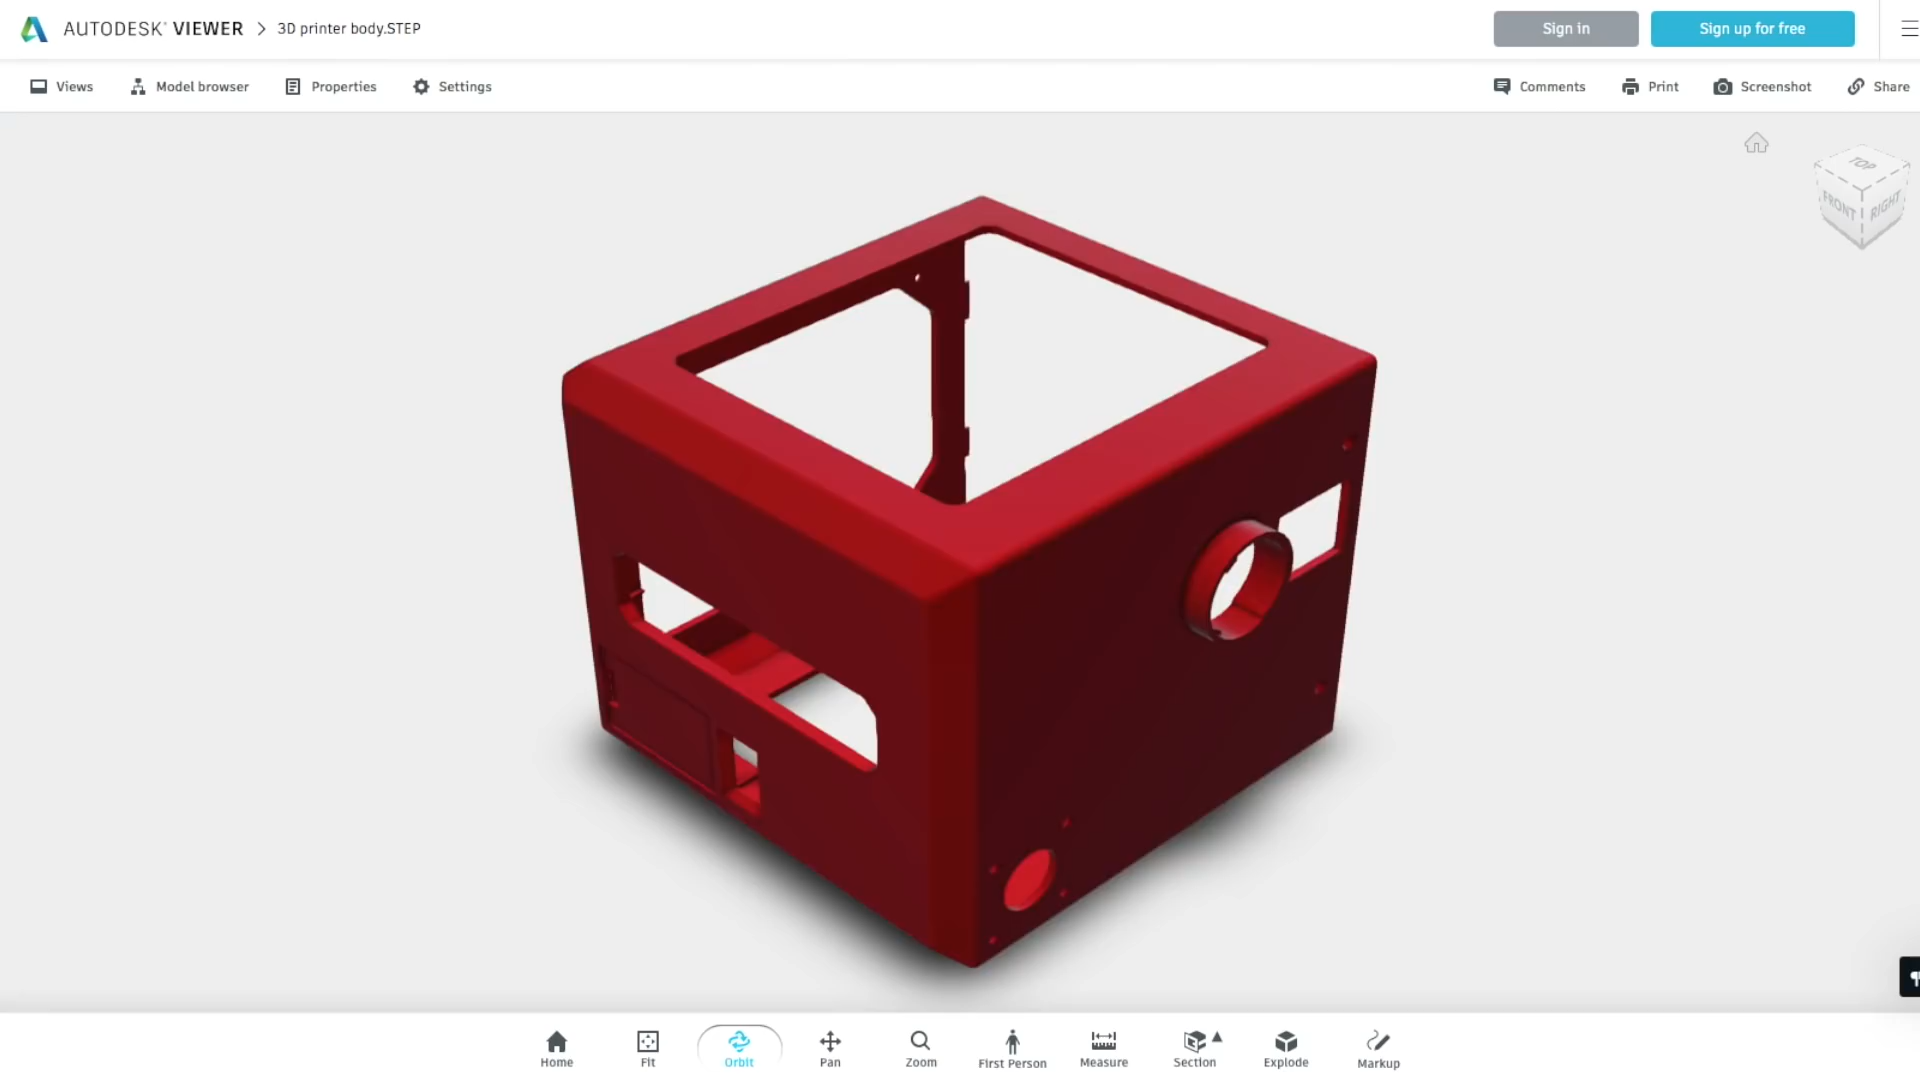 AUTODESK® VIEWER > 3D printer body.STEP
Sign in
Sign up for free
Views
Model browser
Properties
Settings
Comments
Print
Screenshot
Share
TOP
FRONT
RIGHT
Home
Fit
Orbit
Pan
Zoom
First Person
Measure
Section
Explode
Markup